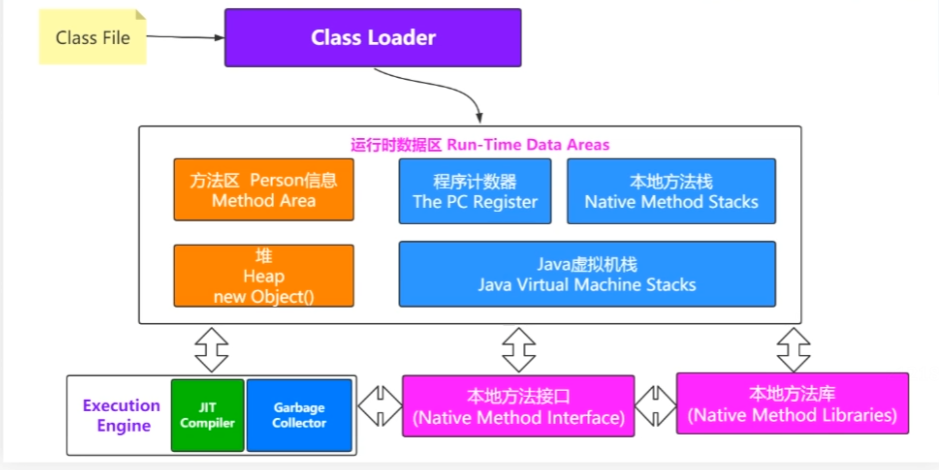 Class File
Class Loader
运行时数据区 Run-Time Data Areas
方法区 Person信息
Method Area
程序计数器
The PC Register
本地方法栈
Native Method Stacks
堆
Heap
new Object()
Java虚拟机栈
Java Virtual Machine Stacks
Execution
Engine
JIT
Compiler
Garbage
Collector
本地方法接口
(Native Method Interface)
本地方法库
(Native Method Libraries)